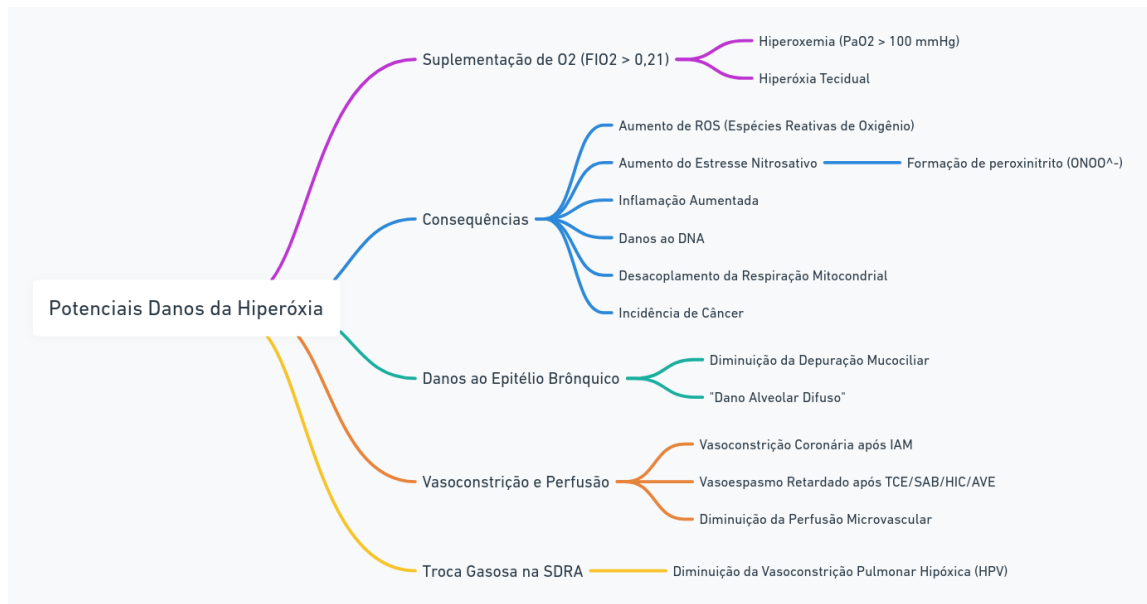 Potenciais Danos da Hiperóxia
Suplementação de O2 (FIO2 > 0,21)
Hiperoxemia (PaO2 > 100 mmHg)
Hiperóxia Tecidual
Consequências
Aumento de ROS (Espécies Reativas de Oxigênio)
Aumento do Estresse Nitrosativo
Formação de peroxinitrito (ONOO^-)
Inflamação Aumentada
Danos ao DNA
Desacoplamento da Respiração Mitocondrial
Incidência de Câncer
Danos ao Epitélio Brônquico
Diminuição da Depuração Mucociliar
"Dano Alveolar Difuso"
Vasoconstrição e Perfusão
Vasoconstrição Coronária após IAM
Vasoespasmo Retardado após TCE/SAB/HIC/AVE
Diminuição da Perfusão Microvascular
Troca Gasosa na SDRA
Diminuição da Vasoconstrição Pulmonar Hipóxica (HPV)